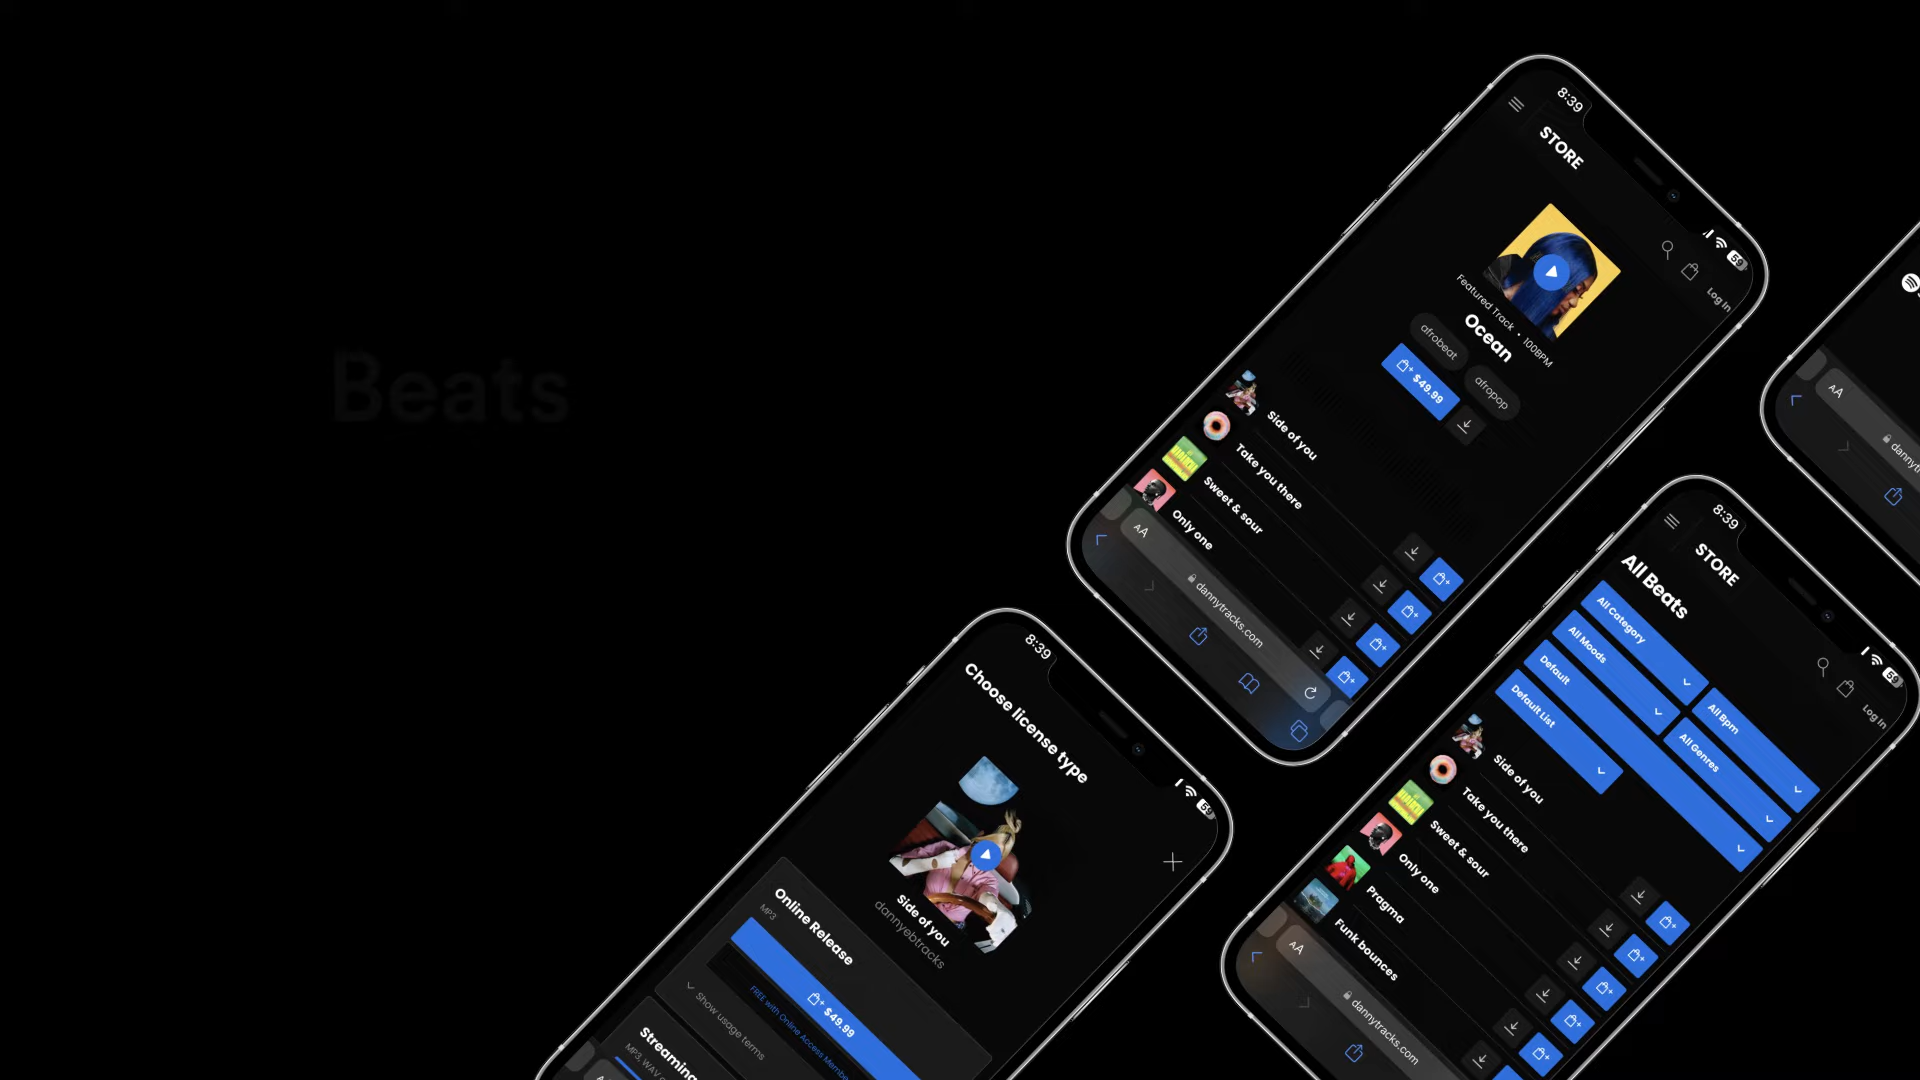 Beats
8:39
STORE
59
Log In
Featured Track • 100BPM
Ocean
afrobeat
afropop
$49.99
Side of you
Take you there
Sweet & sour
Only one
AA
dannytracks.com
AA
8:39
STORE
59
Log In
All Beats
All Category
All Bpm
All Moods
All Genres
Default
Default List
Side of you
Take you there
Sweet & sour
Only one
Pragma
Funk bounces
AA
dannytracks.com
8:39
59
Choose license type
Side of you
dannyebtracks
Online Release
MP3
$49.99
FREE with Online Access
Show usage terms
Streaming
MP3, WAV